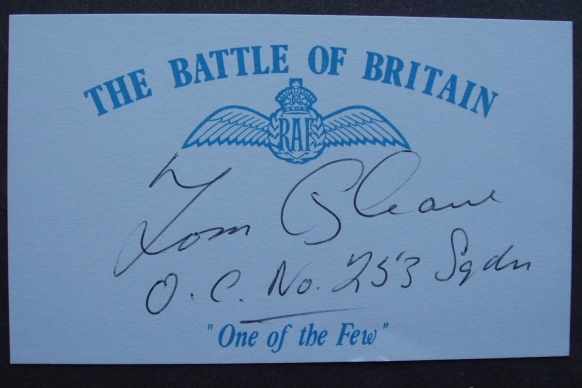 THE BATTLE OF BRITAIN
RAF
Tom Gleave
O.C. No. 253 Sqdn
"One of the Few"